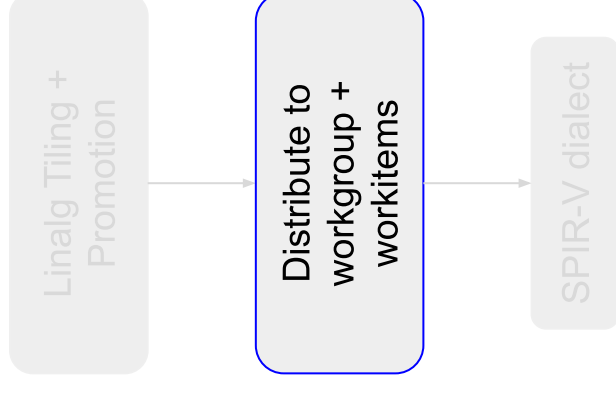 Linalg Tiling +
Promotion
Distribute to
workgroup +
workitems
SPIR-V dialect